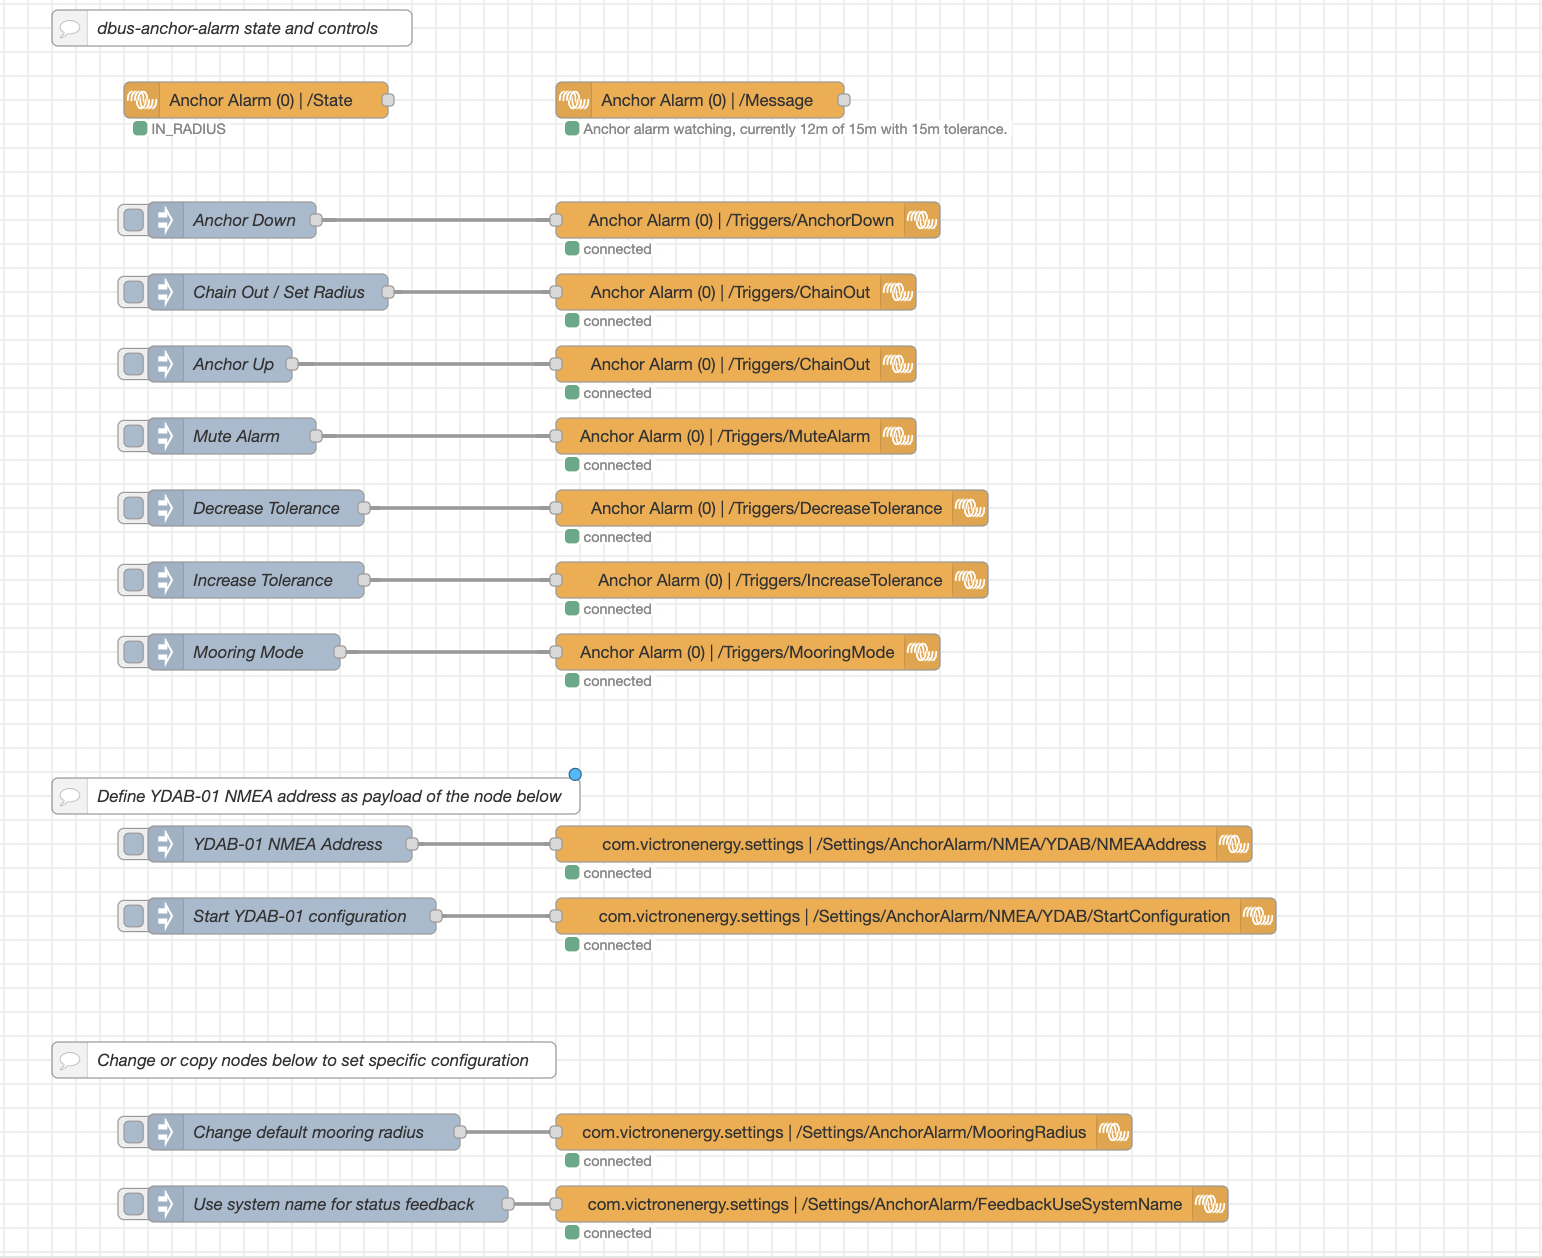 dbus-anchor-alarm state and controls
Anchor Alarm (0) | /State
IN_RADIUS
Anchor Alarm (0) | /Message
Anchor alarm watching, currently 12m of 15m with 15m tolerance.
Anchor Down
Anchor Alarm (0) | /Triggers/AnchorDown
connected
Chain Out / Set Radius
Anchor Alarm (0) | /Triggers/ChainOut
connected
Anchor Up
Anchor Alarm (0) | /Triggers/ChainOut
connected
Mute Alarm
Anchor Alarm (0) | /Triggers/MuteAlarm
connected
Decrease Tolerance
Anchor Alarm (0) | /Triggers/DecreaseTolerance
connected
Increase Tolerance
Anchor Alarm (0) | /Triggers/IncreaseTolerance
connected
Mooring Mode
Anchor Alarm (0) | /Triggers/MooringMode
connected
Define YDAB-01 NMEA address as payload of the node below
YDAB-01 NMEA Address
com.victronenergy.settings | /Settings/AnchorAlarm/NMEA/YDAB/NMEAAddress
connected
Start YDAB-01 configuration
com.victronenergy.settings | /Settings/AnchorAlarm/NMEA/YDAB/StartConfiguration
connected
Change or copy nodes below to set specific configuration
Change default mooring radius
com.victronenergy.settings | /Settings/AnchorAlarm/MooringRadius
connected
Use system name for status feedback
com.victronenergy.settings | /Settings/AnchorAlarm/FeedbackUseSystemName
connected